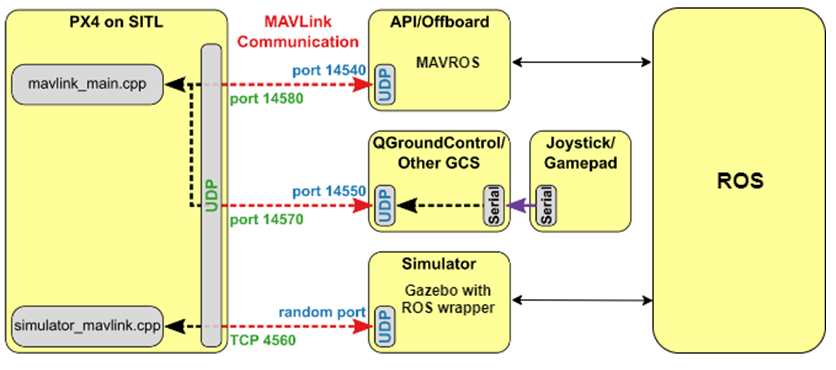 PX4 on SITL
mavlink_main.cpp
simulator_mavlink.cpp
UDP
MAVLink
Communication
port 14540
port 14580
port 14550
port 14570
random port
TCP 4560
API/Offboard
MAVROS
UDP
QGroundControl/
Other GCS
UDP
Serial
Joystick/
Gamepad
Serial
Simulator
Gazebo with
ROS wrapper
UDP
ROS